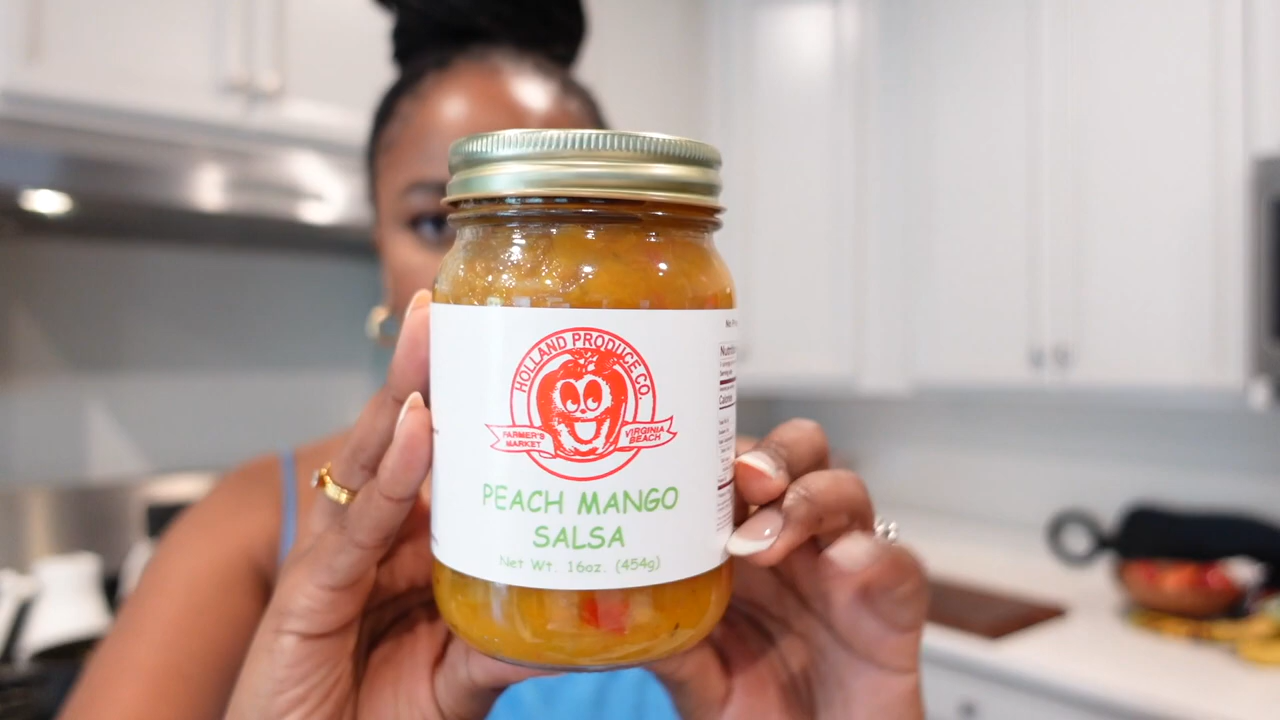 HOLLAND PRODUCE CO.
FARMER'S
MARKET
VIRGINIA
BEACH
PEACH MANGO
SALSA
Net Wt. 16oz. (454g)